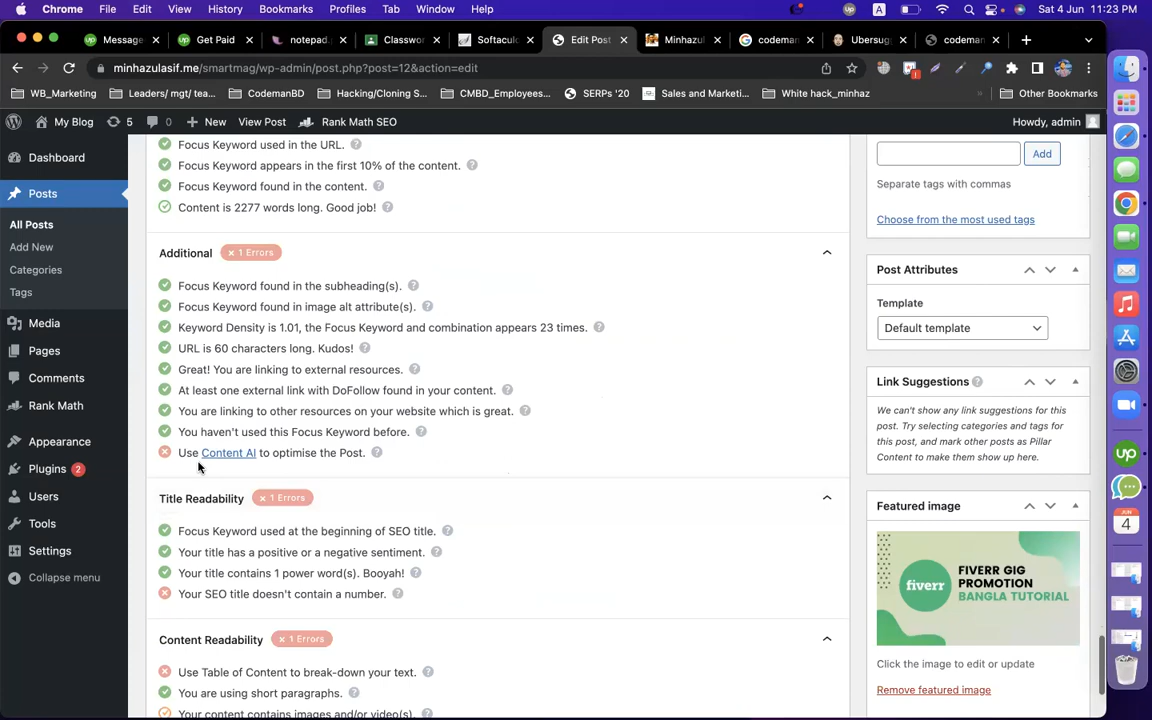 Chrome File Edit View History Bookmarks Profiles Tab Window Help A Sat 4 Jun 11:23 PM
Message Get Paid notepad. Classwor Softacul Edit Post Minhazul codeman Ubersugg codeman
minhazulasif.me/smartmag/wp-admin/post.php?post=12&action=edit
WB_Marketing Leaders/ mgt/ tea... CodemanBD Hacking/Cloning S... CMBD_Employees... SERPs '20 Sales and Marketi... White hack_minhaz » Other Bookmarks
My Blog 5 0 New View Post Rank Math SEO Howdy, admin
Dashboard
Posts
All Posts
Add New
Categories
Tags
Media
Pages
Comments
Rank Math
Appearance
Plugins 2
Users
Tools
Settings
Collapse menu
Focus Keyword used in the URL. ?
Focus Keyword appears in the first 10% of the content. ?
Focus Keyword found in the content. ?
Content is 2277 words long. Good job! ?
Additional × 1 Errors
Focus Keyword found in the subheading(s). ?
Focus Keyword found in image alt attribute(s). ?
Keyword Density is 1.01, the Focus Keyword and combination appears 23 times. ?
URL is 60 characters long. Kudos! ?
Great! You are linking to external resources. ?
At least one external link with DoFollow found in your content. ?
You are linking to other resources on your website which is great. ?
You haven't used this Focus Keyword before. ?
Use Content AI to optimise the Post. ?
Title Readability × 1 Errors
Focus Keyword used at the beginning of SEO title. ?
Your title has a positive or a negative sentiment. ?
Your title contains 1 power word(s). Booyah! ?
Your SEO title doesn't contain a number. ?
Content Readability × 1 Errors
Use Table of Content to break-down your text. ?
You are using short paragraphs. ?
Your content contains images and/or video(s). ?
Add
Separate tags with commas
Choose from the most used tags
Post Attributes
Template
Default template
Link Suggestions ?
We can't show any link suggestions for this
post. Try selecting categories and tags for
this post, and mark other posts as Pillar
Content to make them show up here.
Featured image
fiverr
FIVERR GIG
PROMOTION
BANGLA TUTORIAL
Click the image to edit or update
Remove featured image
up
JUN
4